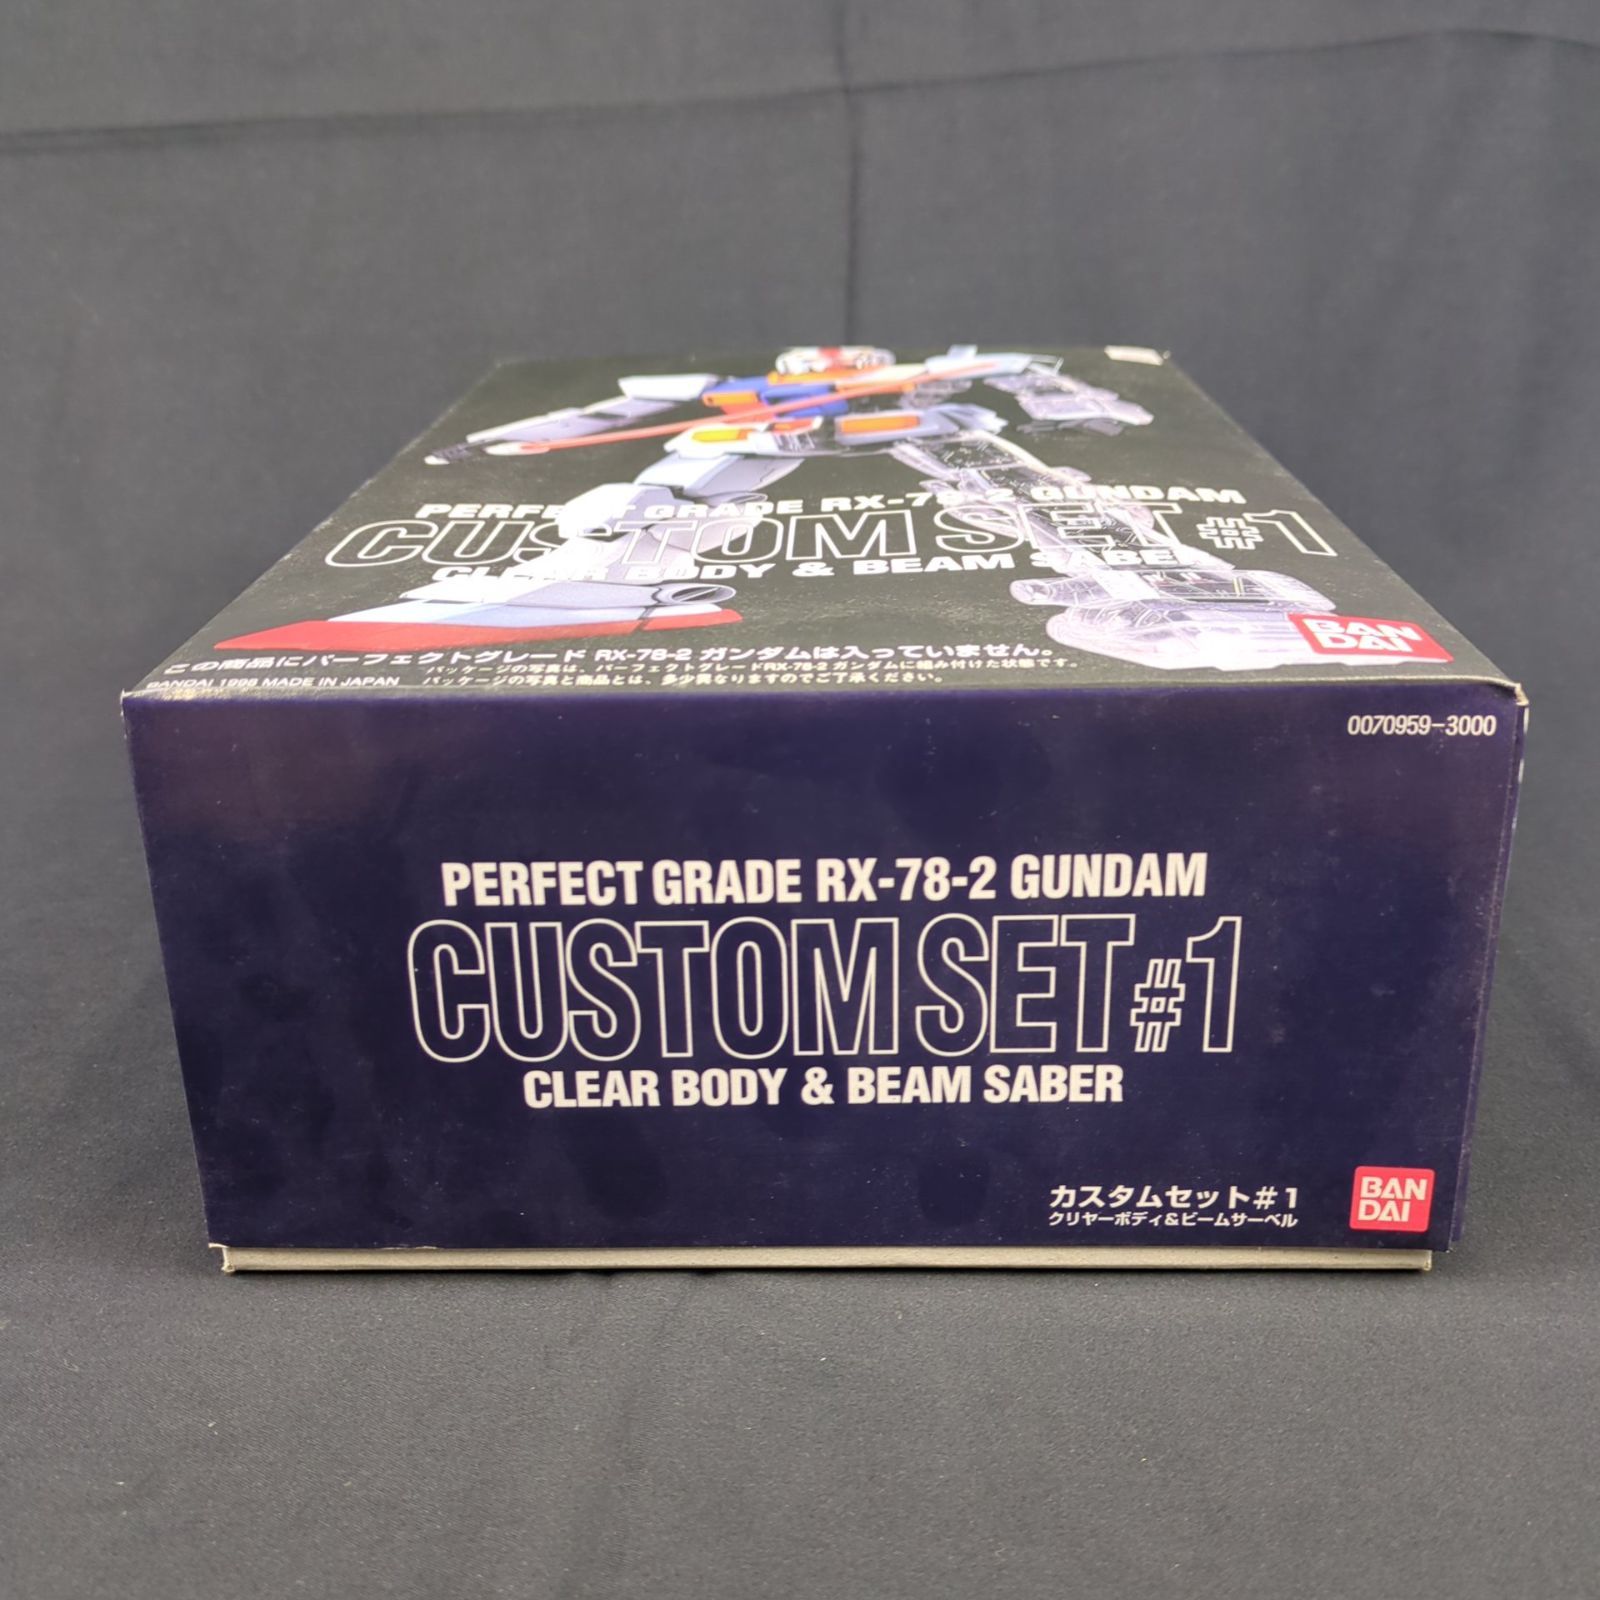 PERFECT GRADE RX-78-2 GUNDAM
CUSTOM SET #1
CLEAR BODY & BEAM SABER
BAN
DAI
この商品にパーフェクトグレード RX-78-2 ガンダムは入っていません。
パッケージの写真は、パーフェクトグレードRX-78-2 ガンダムに組み付けた状態です。
BANDAI 1998 MADE IN JAPAN パッケージの写真と商品とは、多少異なりますのでご了承ください。
0070959-3000
PERFECT GRADE RX-78-2 GUNDAM
CUSTOM SET #1
CLEAR BODY & BEAM SABER
カスタムセット#1
クリヤーボディ&ビームサーベル
BAN
DAI